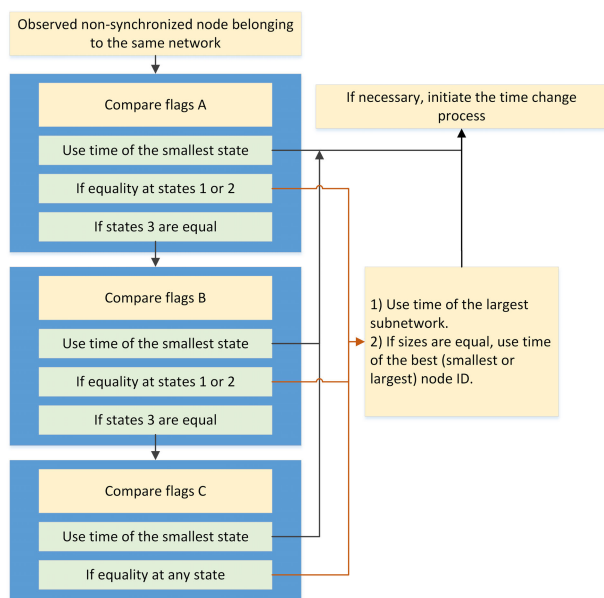 Observed non-synchronized node belonging
to the same network
Compare flags A
Use time of the smallest state
If equality at states 1 or 2
If states 3 are equal
Compare flags B
Use time of the smallest state
If equality at states 1 or 2
If states 3 are equal
Compare flags C
Use time of the smallest state
If equality at any state
If necessary, initiate the time change
process
1) Use time of the largest
subnetwork.
2) If sizes are equal, use time
of the best (smallest or
largest) node ID.